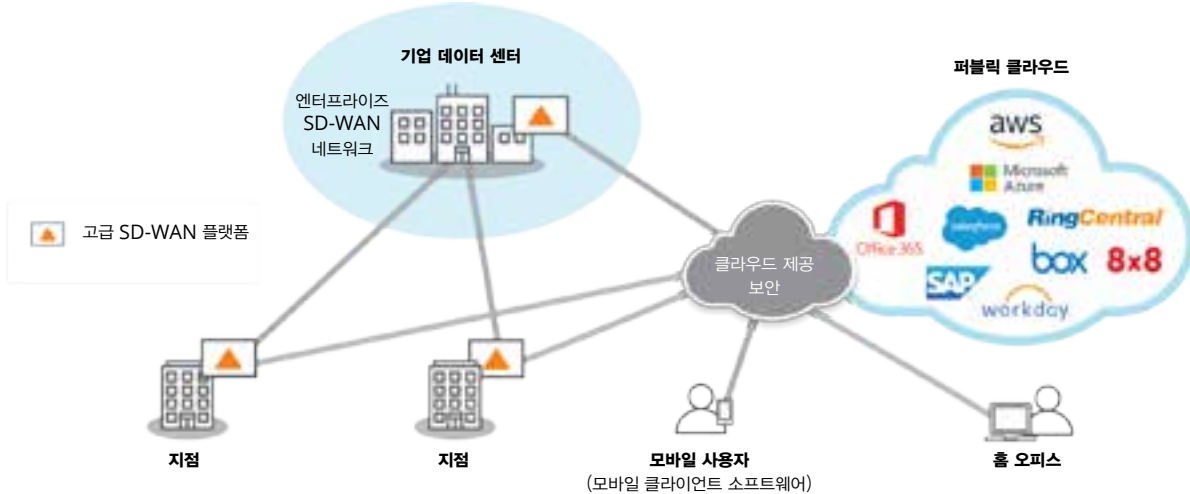 기업 데이터 센터
엔터프라이즈
SD-WAN
네트워크
고급 SD-WAN 플랫폼
퍼블릭 클라우드
aws
Microsoft
Azure
Office 365
salesforce
RingCentral
box
8x8
SAP
workday
클라우드 제공
보안
지점
지점
모바일 사용자
(모바일 클라이언트 소프트웨어)
홈 오피스